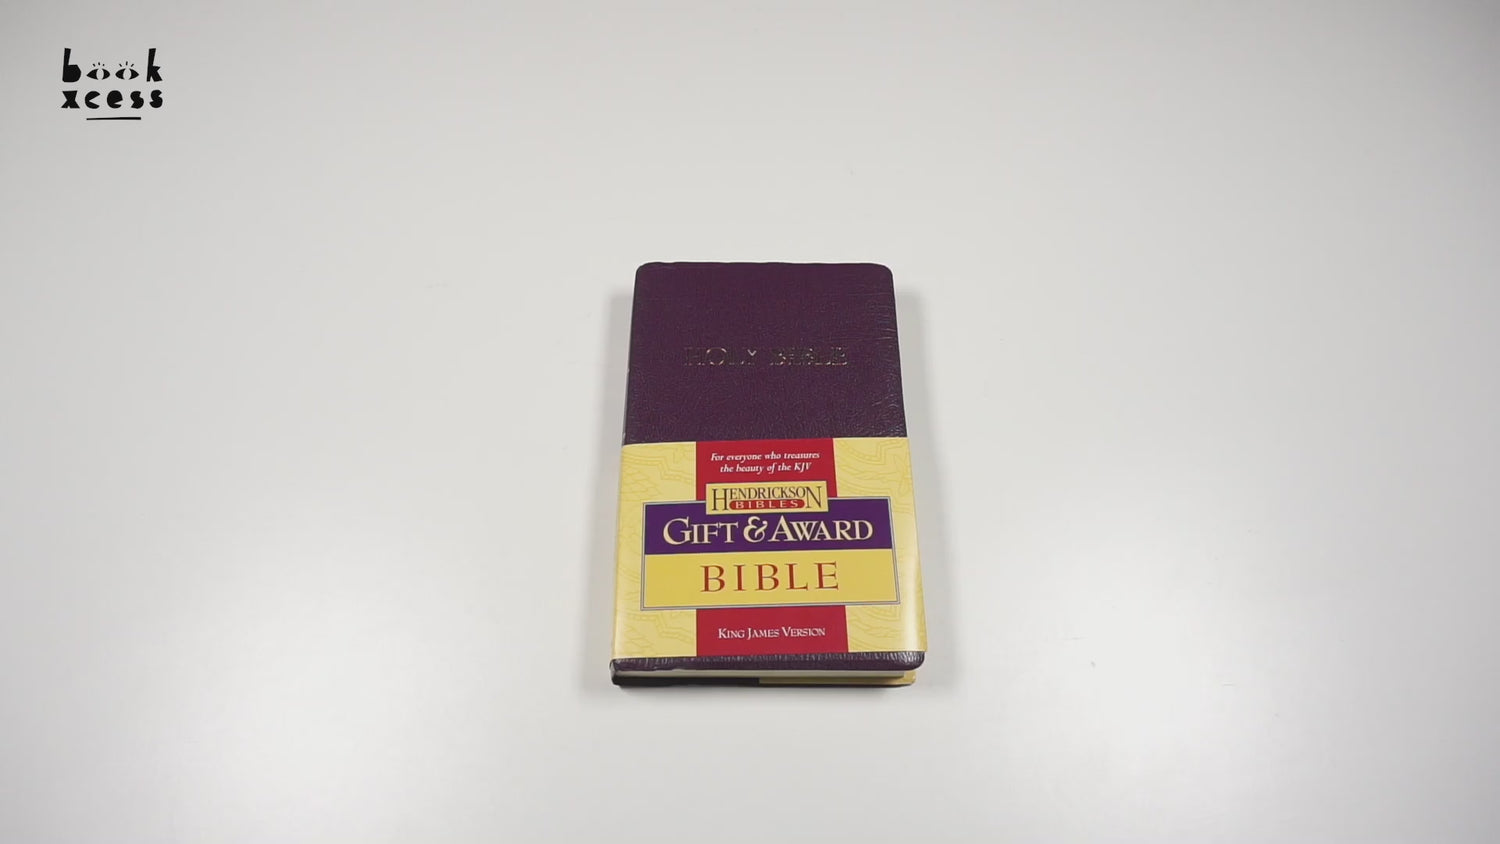 book
xcess
HOLY BIBLE
For everyone who treasures
the beauty of the KJV
HENDRICKSON
BIBLES
GIFT & AWARD
BIBLE
KING JAMES VERSION